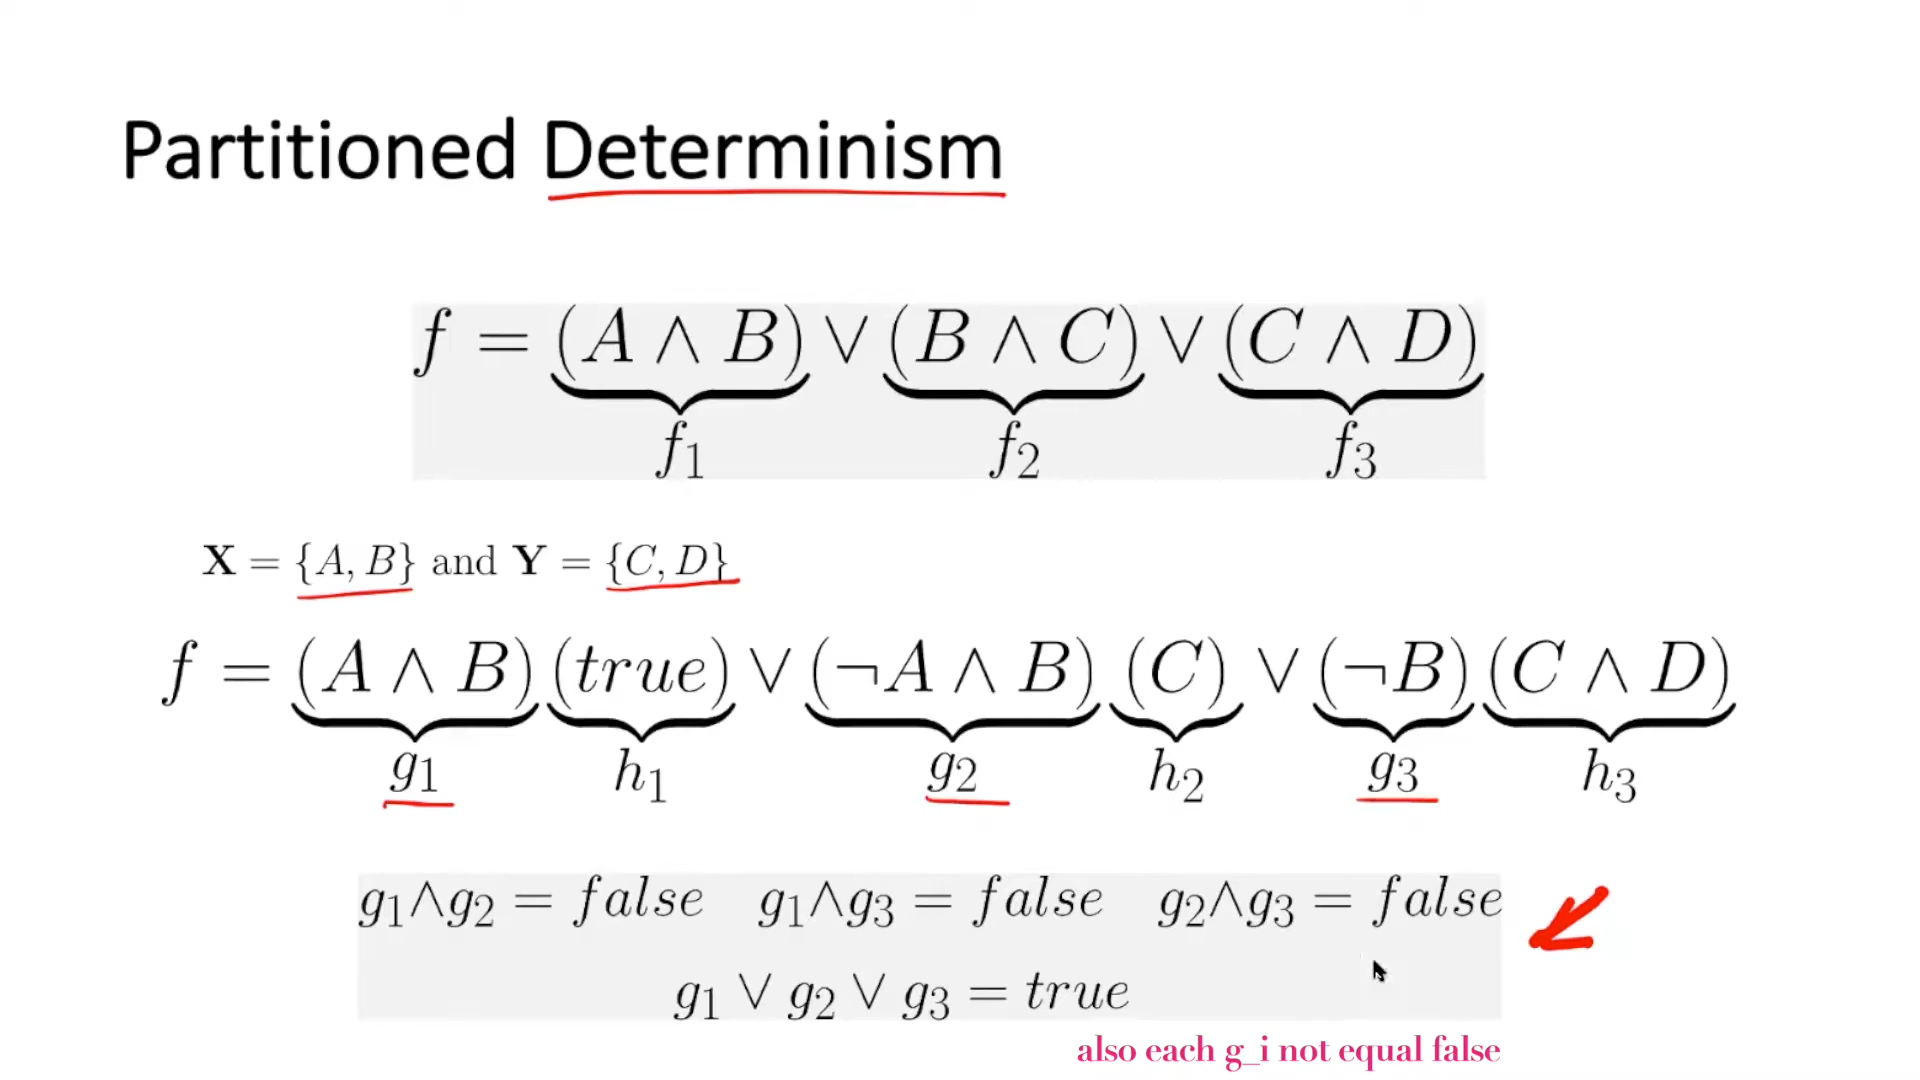 Partitioned Determinism
f = (A ∧ B) ∨ (B ∧ C) ∨ (C ∧ D)
f₁ f₂ f₃
X = {A, B} and Y = {C, D}
f = (A ∧ B) (true) ∨ (¬A ∧ B) (C) ∨ (¬B) (C ∧ D)
g₁ h₁ g₂ h₂ g₃ h₃
g₁∧g₂ = false g₁∧g₃ = false g₂∧g₃ = false
g₁ ∨ g₂ ∨ g₃ = true
also each g_i not equal false